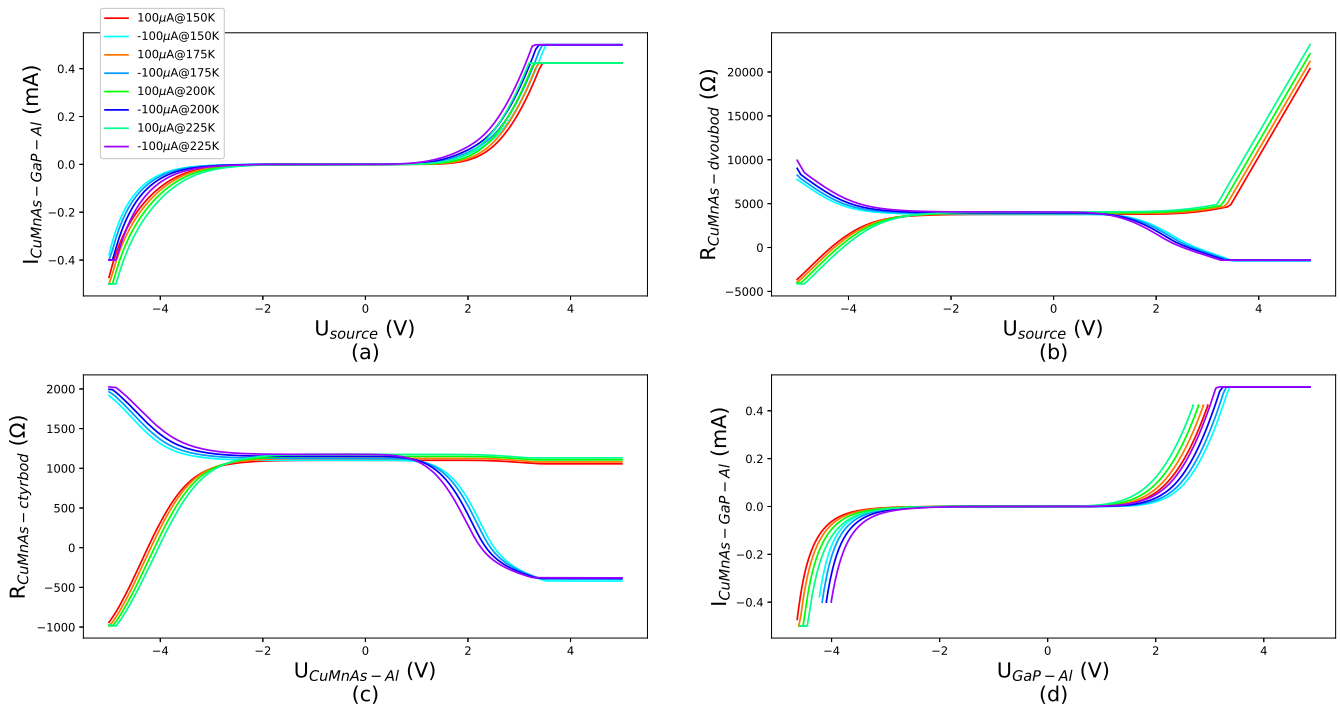 100μA@150K
-100μA@150K
100μA@175K
-100μA@175K
100μA@200K
-100μA@200K
100μA@225K
-100μA@225K
I_CuMnAs−GaP−Al (mA)
0.4
0.2
0.0
−0.2
−0.4
−4 −2 0 2 4
U_source (V)
(a)
R_CuMnAs−dvoubod (Ω)
20000
15000
10000
5000
0
−5000
−4 −2 0 2 4
U_source (V)
(b)
R_CuMnAs−ctyrbod (Ω)
2000
1500
1000
500
0
−500
−1000
−4 −2 0 2 4
U_CuMnAs−Al (V)
(c)
I_CuMnAs−GaP−Al (mA)
0.4
0.2
0.0
−0.2
−0.4
−4 −2 0 2 4
U_GaP−Al (V)
(d)